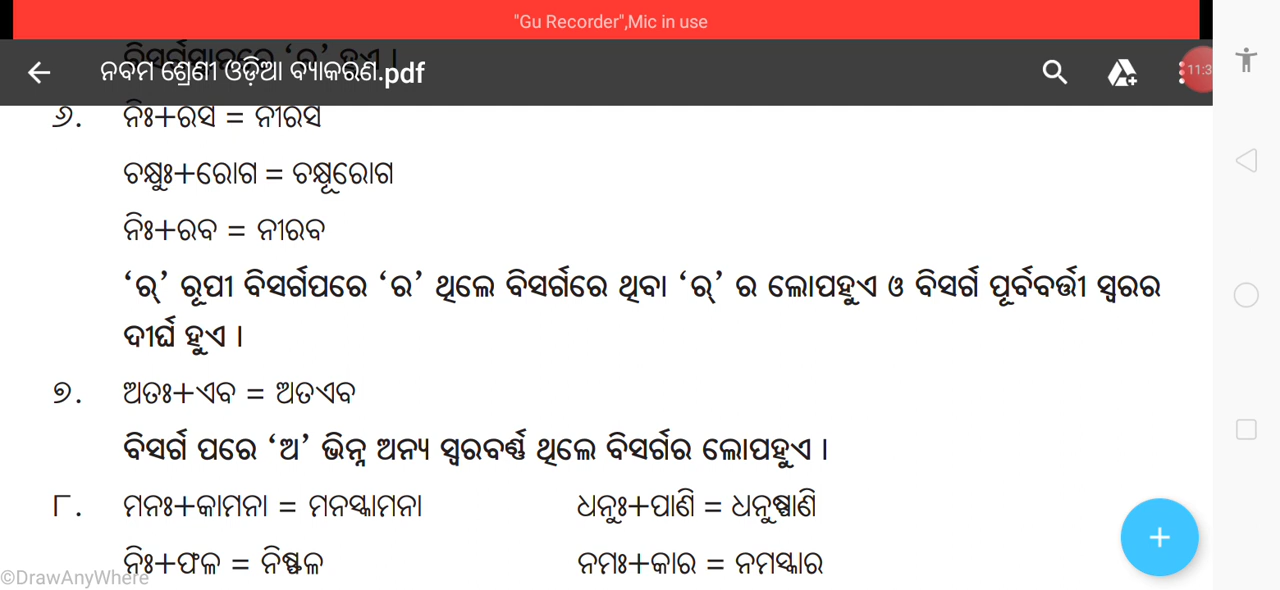 "Gu Recorder",Mic in use
ନବମ ଶ୍ରେଣୀ ଓଡ଼ିଆ ବ୍ୟାକରଣ.pdf
11:3
୬. ନିଃ+ରସ = ନୀରସ
ଚକ୍ଷୁଃ+ରୋଗ = ଚକ୍ଷୂରୋଗ
ନିଃ+ରବ = ନୀରବ
‘ର୍’ ରୂପୀ ବିସର୍ଗପରେ ‘ର’ ଥିଲେ ବିସର୍ଗରେ ଥିବା ‘ର୍’ ର ଲୋପହୁଏ ଓ ବିସର୍ଗ ପୂର୍ବବର୍ତ୍ତୀ ସ୍ୱରର
ଦୀର୍ଘ ହୁଏ ।
୭. ଅତଃ+ଏବ = ଅତଏବ
ବିସର୍ଗ ପରେ ‘ଅ’ ଭିନ୍ନ ଅନ୍ୟ ସ୍ୱରବର୍ଣ୍ଣ ଥିଲେ ବିସର୍ଗର ଲୋପହୁଏ ।
୮. ମନଃ+କାମନା = ମନସ୍କାମନା ଧନୁଃ+ପାଣି = ଧନୁଷ୍ପାଣି
ନିଃ+ଫଳ = ନିଷ୍ଫଳ ନମଃ+କାର = ନମସ୍କାର
©DrawAnyWhere